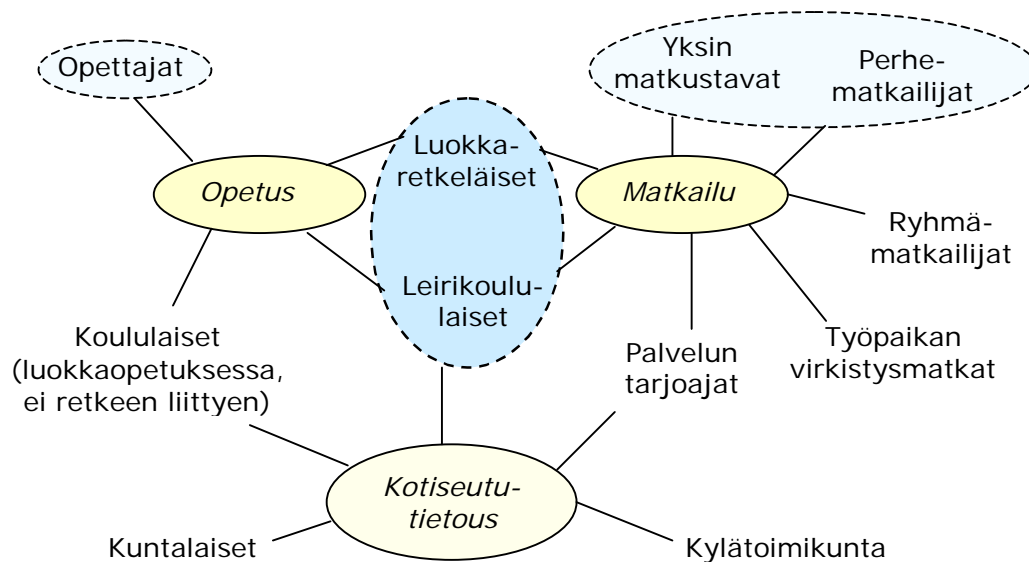 Opettajat
Yksin
matkustavat
Perhe-
matkailijat
Luokka-
retkeläiset
Opetus
Matkailu
Ryhmä-
matkailijat
Leirikoulu-
laiset
Koululaiset
(luokkaopetuksessa,
ei retkeen liittyen)
Palvelun
tarjoajat
Työpaikan
virkistysmatkat
Kotiseutu-
tietous
Kuntalaiset
Kylätoimikunta